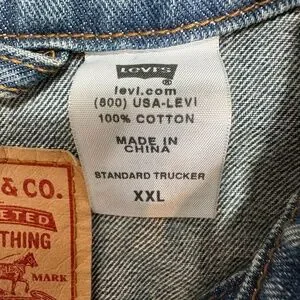 LEVI'S
levi.com
(800) USA-LEVI
100% COTTON
MADE IN
CHINA
STANDARD TRUCKER
XXL
& CO.
THING
MARK